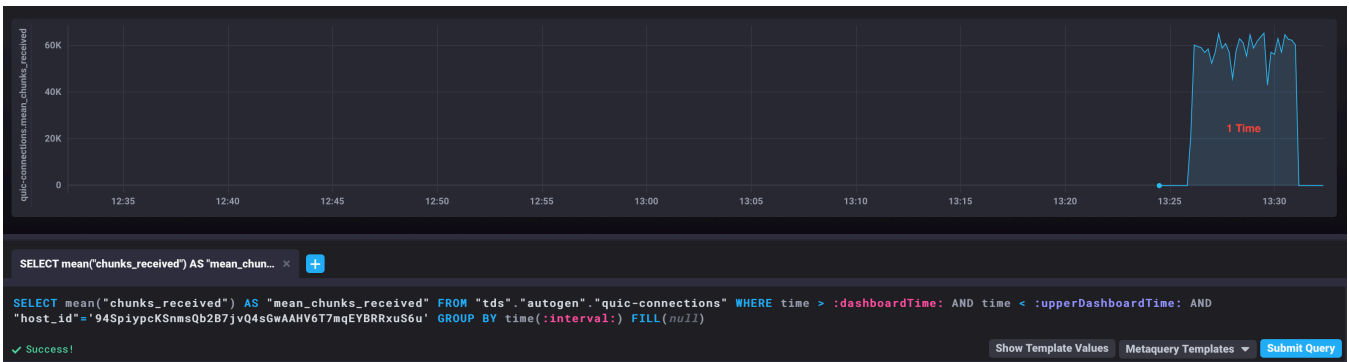 quic-connections.mean_chunks_received
60K
40K
20K
0
1 Time
12:35 12:40 12:45 12:50 12:55 13:00 13:05 13:10 13:15 13:20 13:25 13:30
SELECT mean("chunks_received") AS "mean_chun... ×
+
SELECT mean("chunks_received") AS "mean_chunks_received" FROM "tds"."autogen"."quic-connections" WHERE time > :dashboardTime: AND time < :upperDashboardTime: AND
"host_id"='94SpiypcKSnmsQb2B7jvQ4sGwAAHV6T7mqEYBRRxuS6u' GROUP BY time(:interval:) FILL(null)
✓ Success!
Show Template Values Metaquery Templates ▼ Submit Query